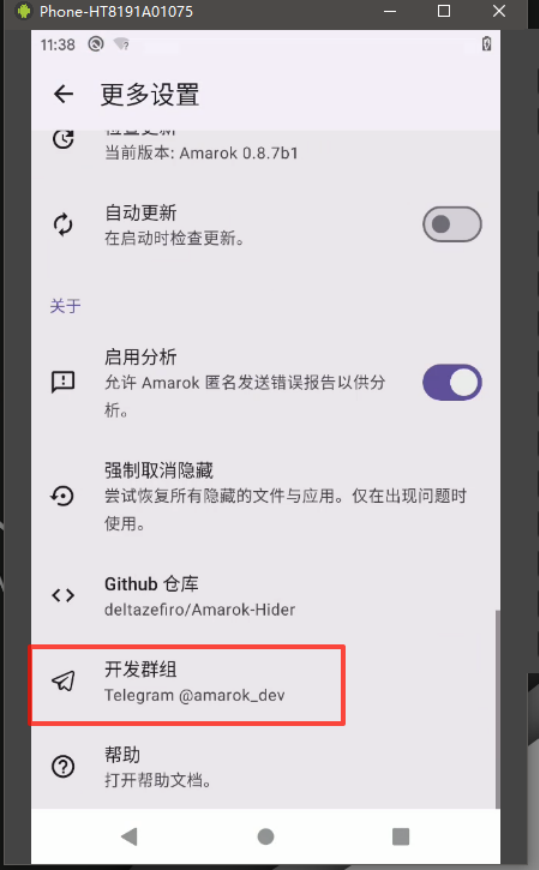 Phone-HT8191A01075
11:38
更多设置
检查更新
当前版本: Amarok 0.8.7b1
自动更新
在启动时检查更新。
关于
启用分析
允许 Amarok 匿名发送错误报告以供分
析。
强制取消隐藏
尝试恢复所有隐藏的文件与应用。仅在出现问题时
使用。
Github 仓库
deltazefiro/Amarok-Hider
开发群组
Telegram @amarok_dev
帮助
打开帮助文档。